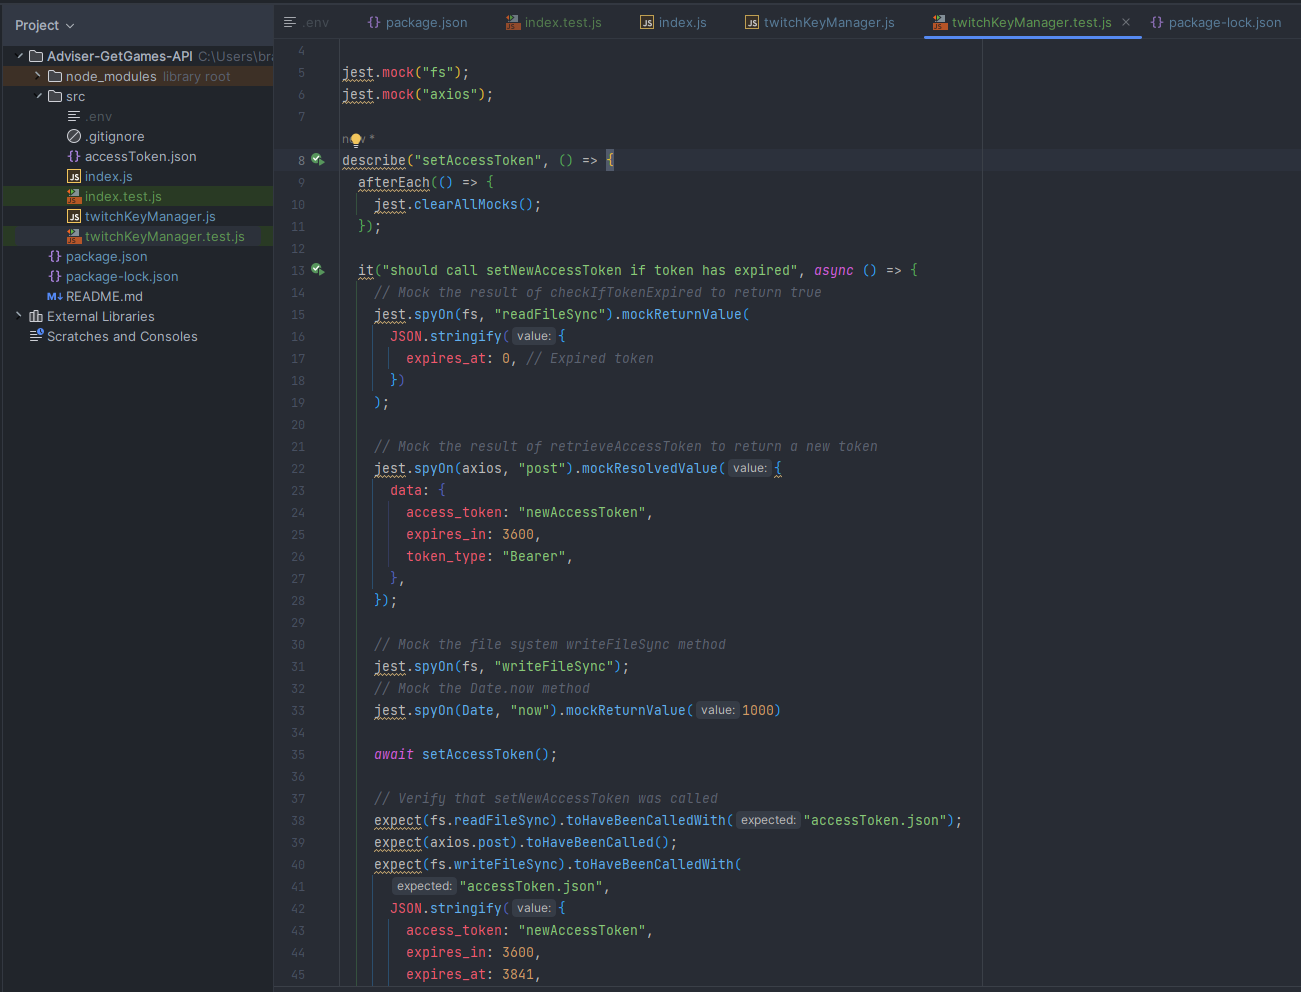 Project
.env
package.json
index.test.js
index.js
twitchKeyManager.js
twitchKeyManager.test.js
package-lock.json
Adviser-GetGames-API C:\Users\bra
node_modules library root
src
.env
.gitignore
accessToken.json
index.js
index.test.js
twitchKeyManager.js
twitchKeyManager.test.js
package.json
package-lock.json
README.md
External Libraries
Scratches and Consoles
4
5 jest.mock("fs");
6 jest.mock("axios");
7
8 describe("setAccessToken", () => {
9 afterEach(() => {
10 jest.clearAllMocks();
11 });
12
13 it("should call setNewAccessToken if token has expired", async () => {
14 // Mock the result of checkIfTokenExpired to return true
15 jest.spyOn(fs, "readFileSync").mockReturnValue(
16 JSON.stringify( value: {
17 expires_at: 0, // Expired token
18 })
19 );
20
21 // Mock the result of retrieveAccessToken to return a new token
22 jest.spyOn(axios, "post").mockResolvedValue( value: {
23 data: {
24 access_token: "newAccessToken",
25 expires_in: 3600,
26 token_type: "Bearer",
27 },
28 });
29
30 // Mock the file system writeFileSync method
31 jest.spyOn(fs, "writeFileSync");
32 // Mock the Date.now method
33 jest.spyOn(Date, "now").mockReturnValue( value: 1000)
34
35 await setAccessToken();
36
37 // Verify that setNewAccessToken was called
38 expect(fs.readFileSync).toHaveBeenCalledWith( expected: "accessToken.json");
39 expect(axios.post).toHaveBeenCalled();
40 expect(fs.writeFileSync).toHaveBeenCalledWith(
41 expected: "accessToken.json",
42 JSON.stringify( value: {
43 access_token: "newAccessToken",
44 expires_in: 3600,
45 expires_at: 3841,